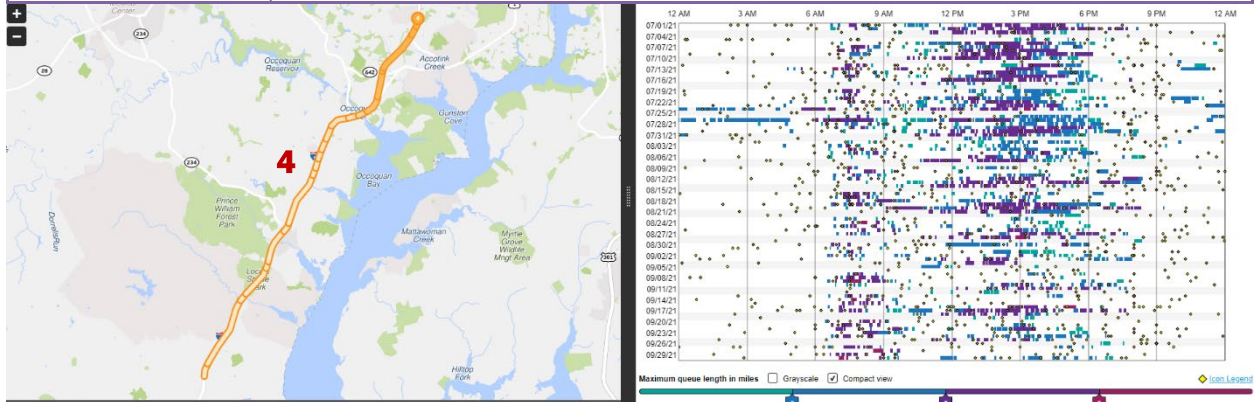 +
−
Center
234
28
Occoquan
Reservoir
642
1
Accotink
Creek
Gunston
Cove
4
234
Occoquan
Bay
Prince
William
Forest
Park
Mattawoman
Creek
Myrtle
Grove
Wildlife
Mngt Area
301
Hilltop
Fork
12 AM 3 AM 6 AM 9 AM 12 PM 3 PM 6 PM 9 PM 12 AM
07/01/21
07/04/21
07/07/21
07/10/21
07/13/21
07/16/21
07/19/21
07/22/21
07/25/21
07/28/21
07/31/21
08/03/21
08/06/21
08/09/21
08/12/21
08/15/21
08/18/21
08/21/21
08/24/21
08/27/21
08/30/21
09/02/21
09/05/21
09/08/21
09/11/21
09/14/21
09/17/21
09/20/21
09/23/21
09/26/21
09/29/21
Maximum queue length in miles Grayscale Compact view Icon Legend